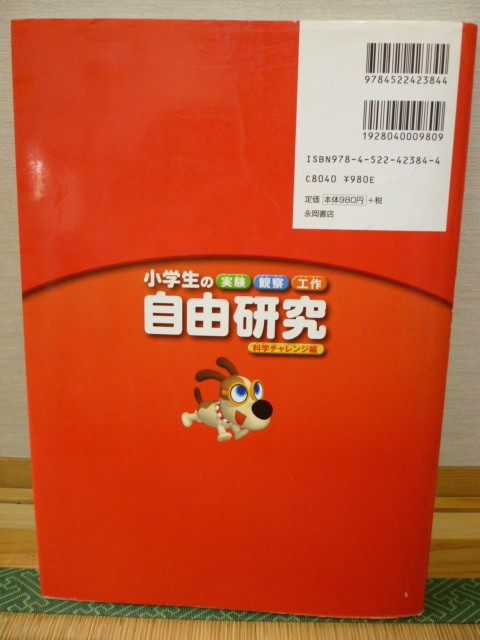 9784522423844
1928040009809
ISBN978-4-522-42384-4
C8040 ¥980E
定価 本体980円 +税
永岡書店
小学生の 実験 観察 工作
自由研究
科学チャレンジ編